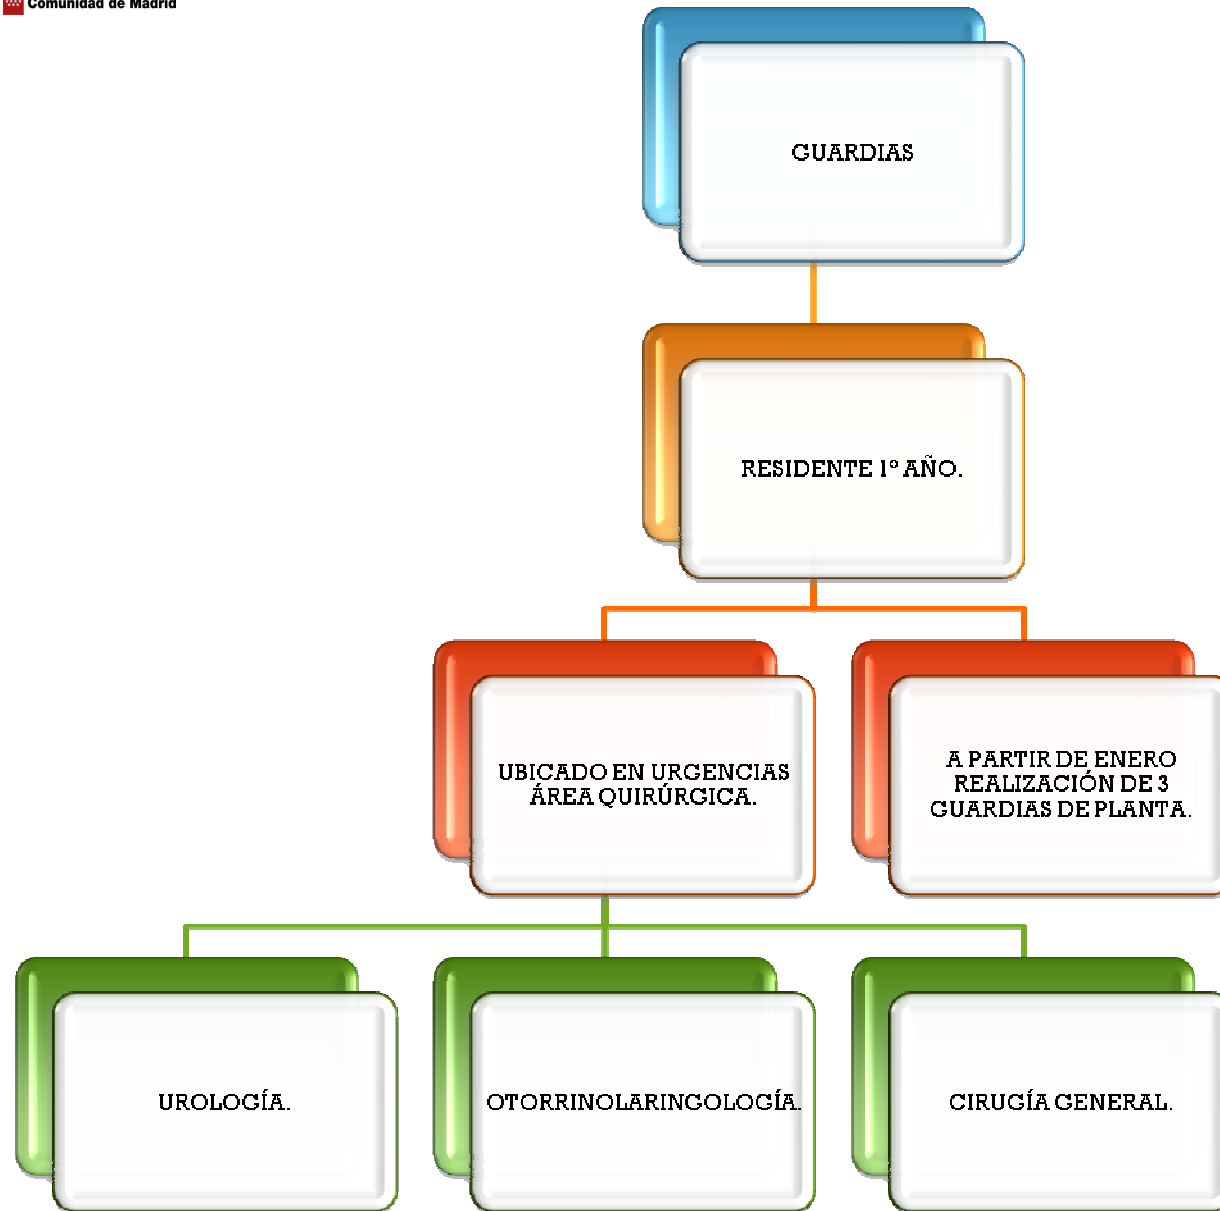 Comunidad de Madrid
GUARDIAS
RESIDENTE 1º AÑO.
UBICADO EN URGENCIAS
ÁREA QUIRÚRGICA.
A PARTIR DE ENERO
REALIZACIÓN DE 3
GUARDIAS DE PLANTA.
UROLOGÍA.
OTORRINOLARINGOLOGÍA.
CIRUGÍA GENERAL.